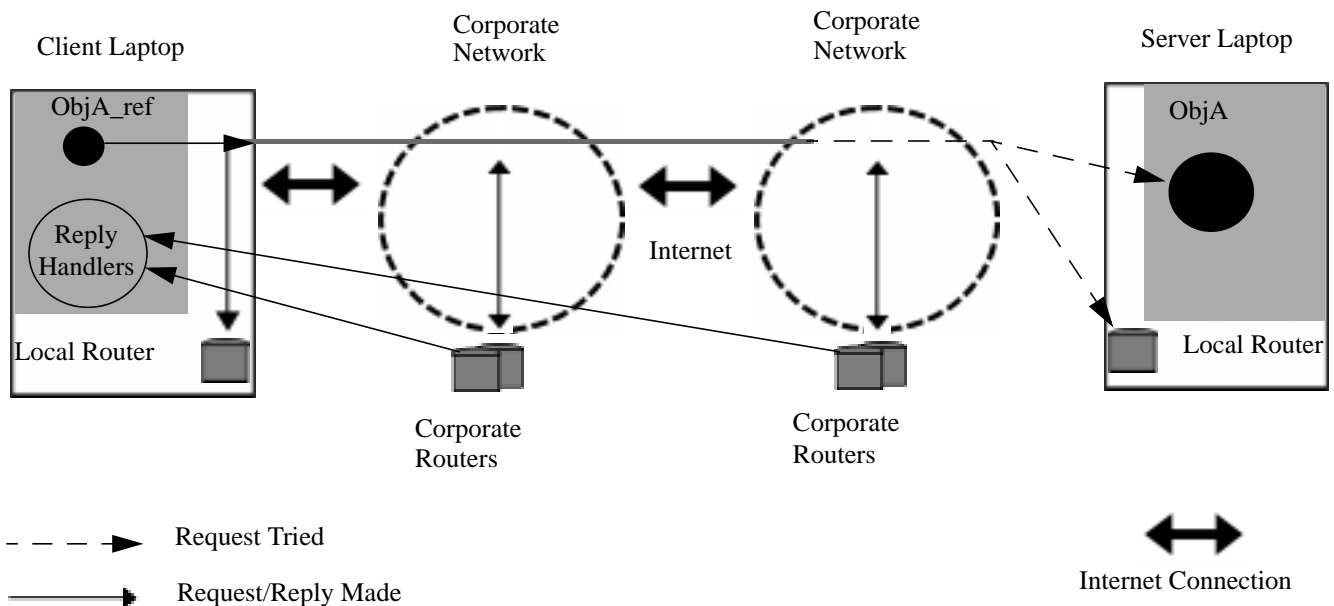 Client Laptop
Corporate
Network
Corporate
Network
Server Laptop
ObjA_ref
ObjA
Reply
Handlers
Internet
Local Router
Local Router
Corporate
Routers
Corporate
Routers
Request Tried
Request/Reply Made
Internet Connection